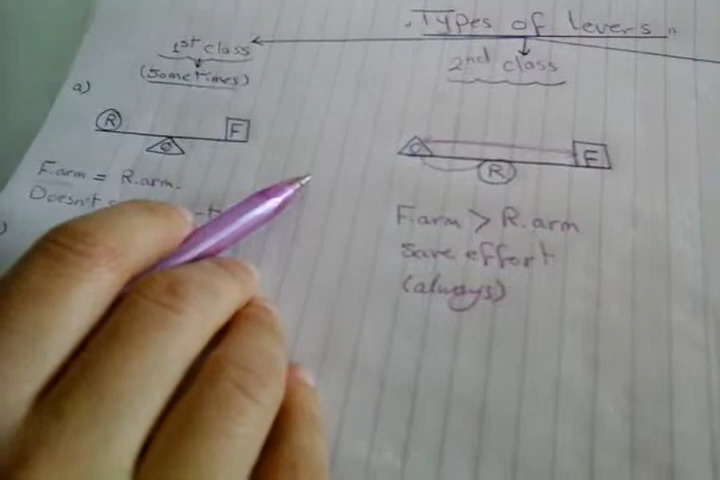 "Types of levers"
1st class
(Sometimes)
2nd class
a)
R
F
O
F.arm = R.arm.
Doesn't
O
F
R
F.arm > R.arm
Save effort
(always)